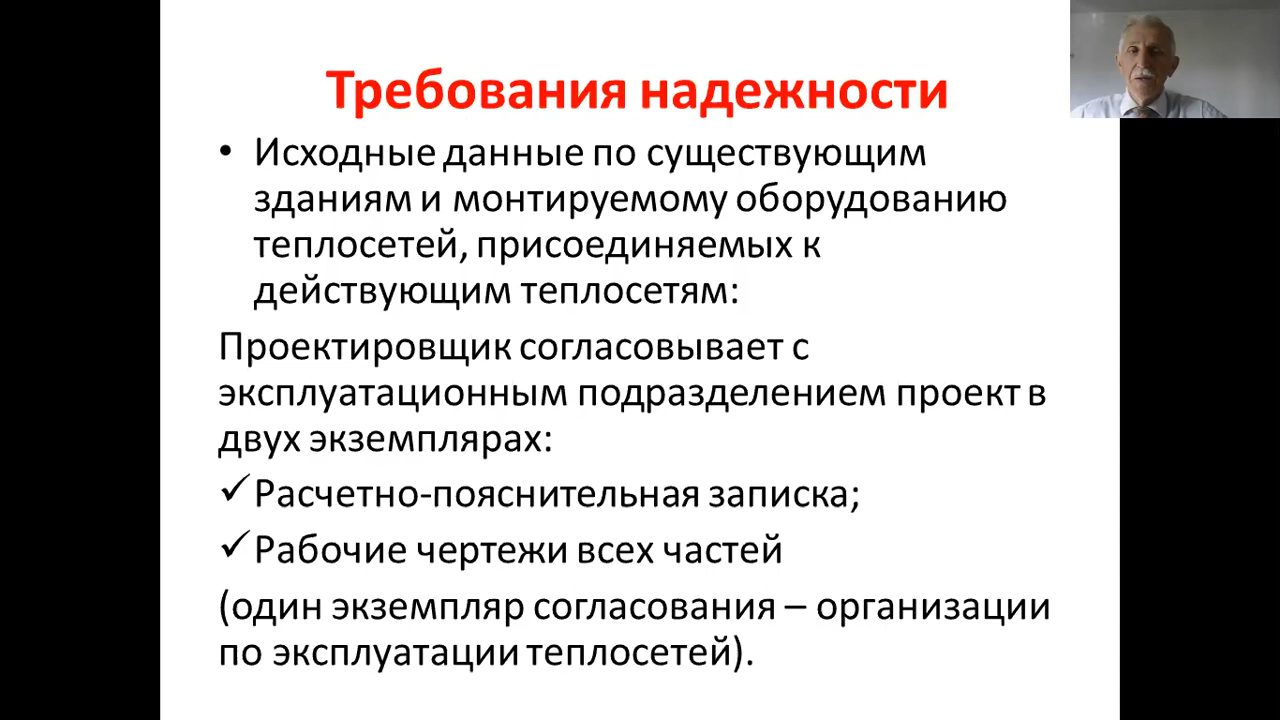 Требования надежности
• Исходные данные по существующим
зданиям и монтируемому оборудованию
теплосетей, присоединяемых к
действующим теплосетям:
Проектировщик согласовывает с
эксплуатационным подразделением проект в
двух экземплярах:
✓Расчетно-пояснительная записка;
✓Рабочие чертежи всех частей
(один экземпляр согласования – организации
по эксплуатации теплосетей).